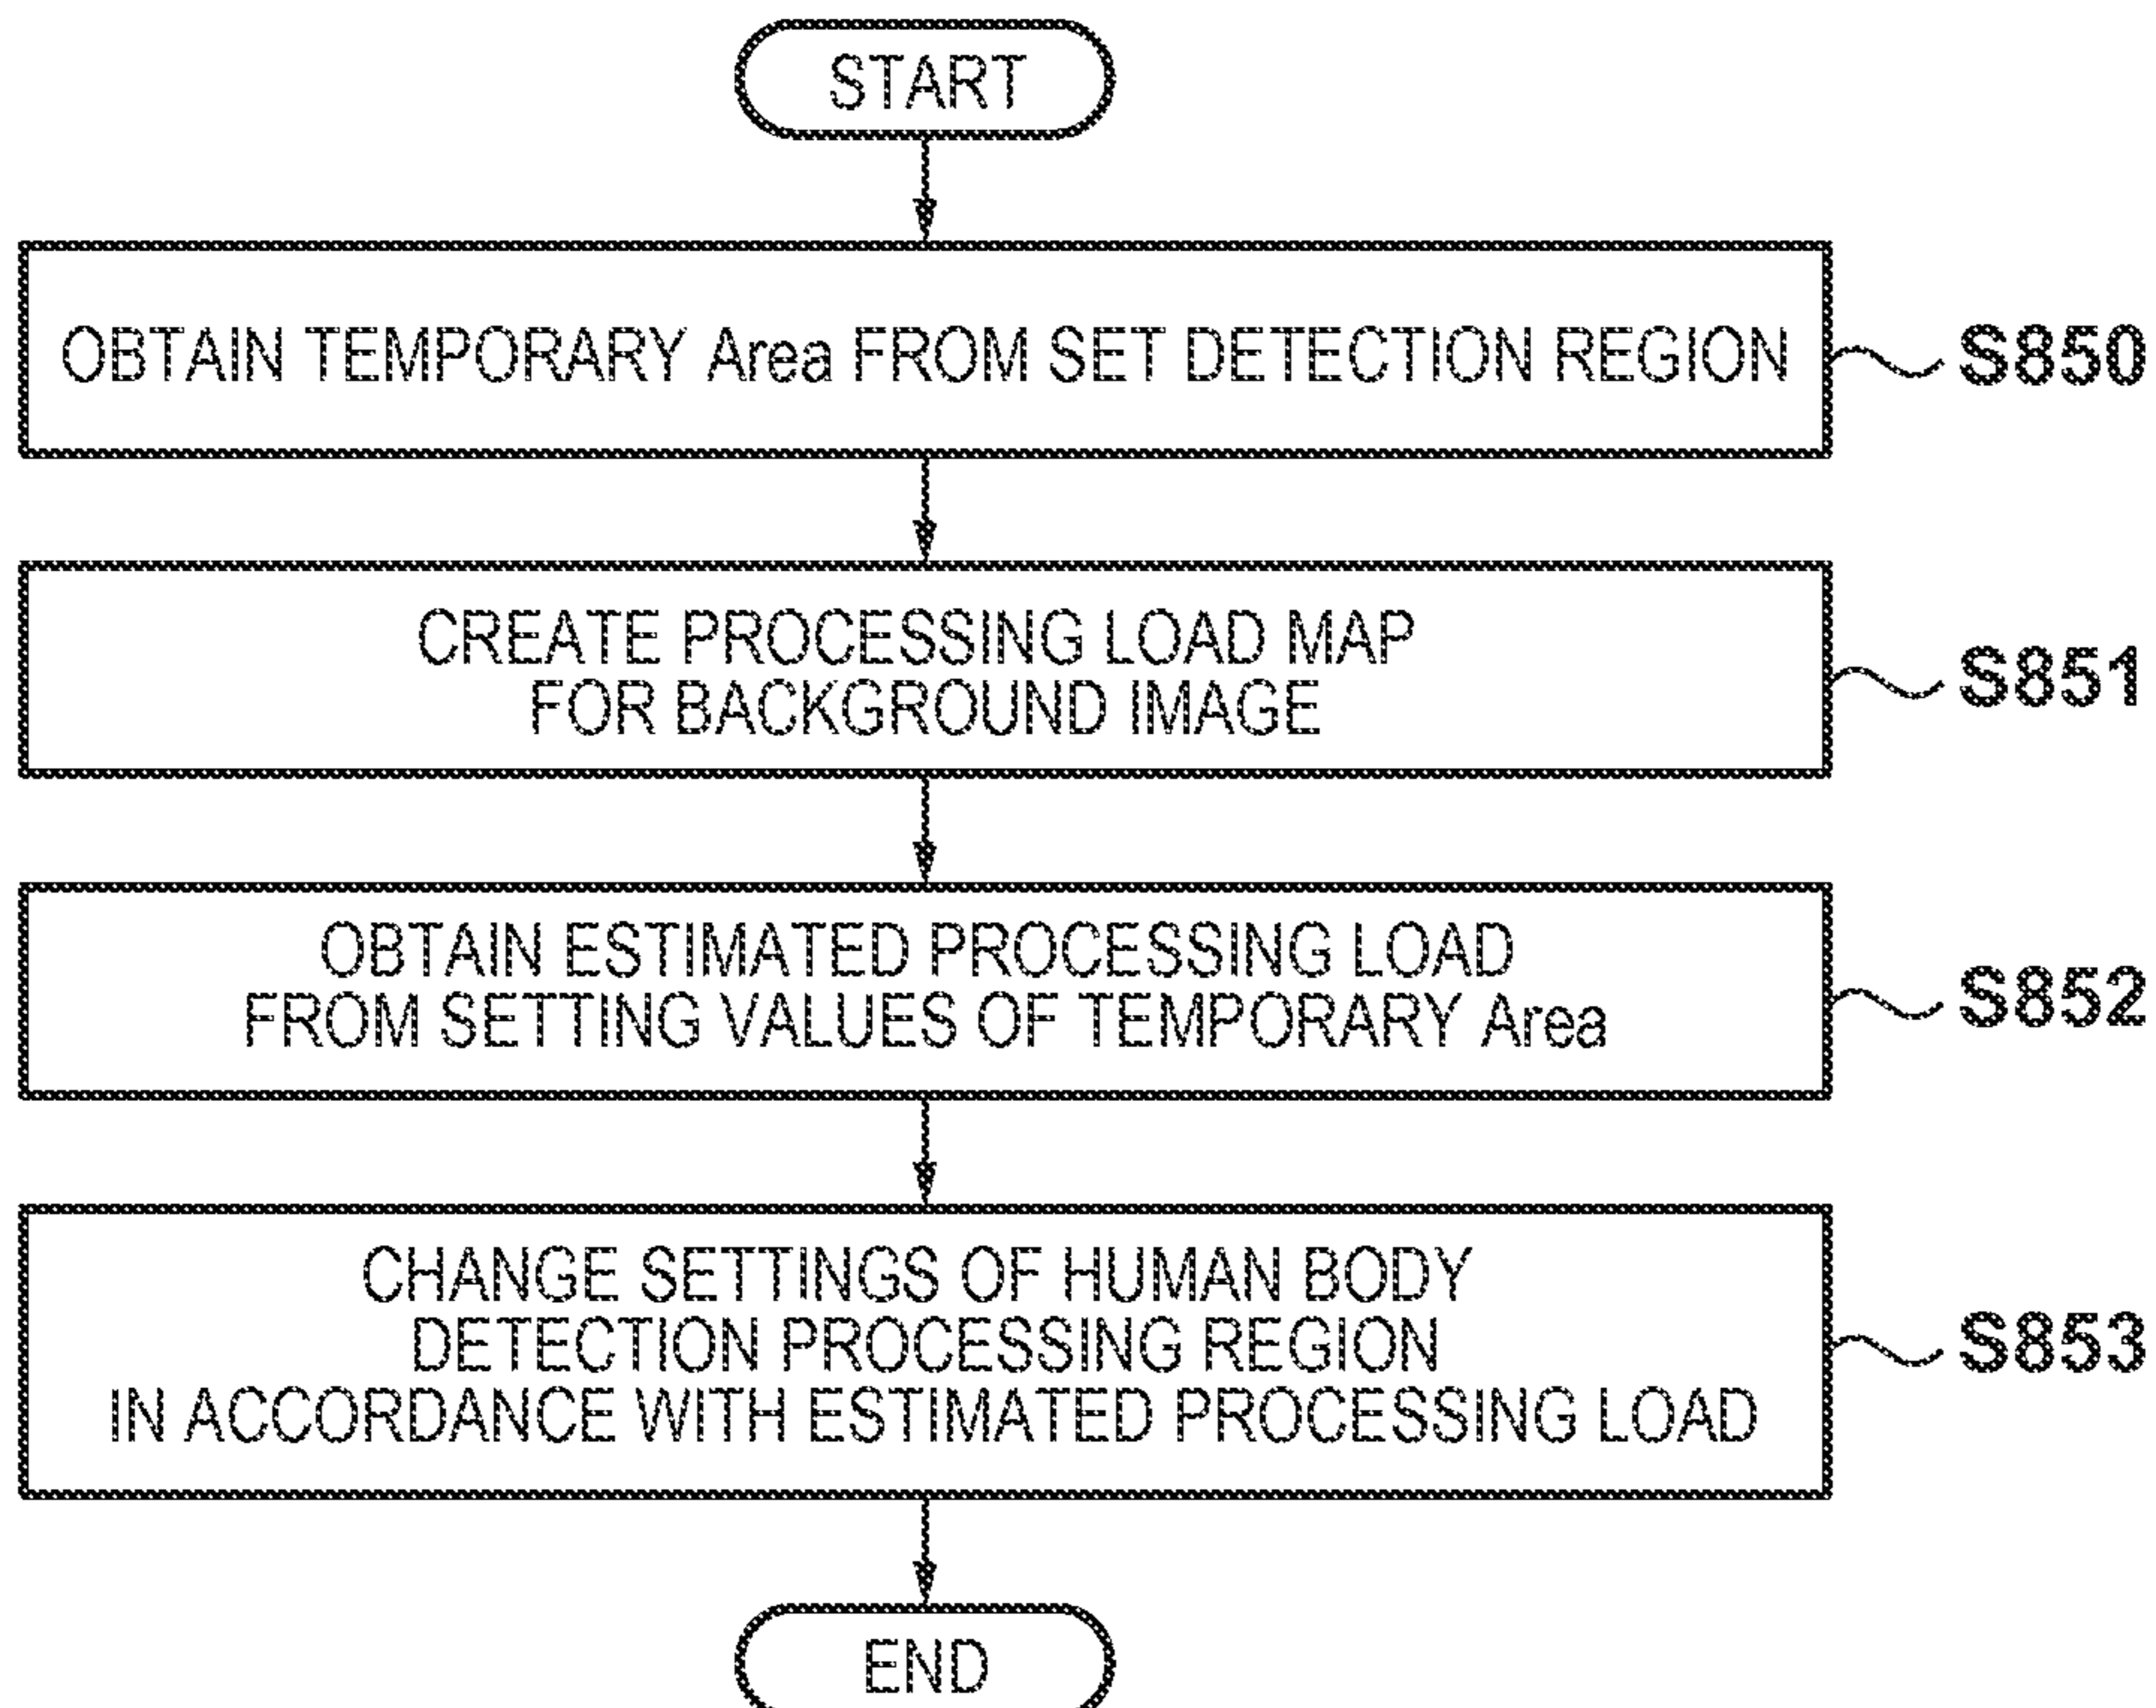 START
OBTAIN TEMPORARY Area FROM SET DETECTION REGION
S850
CREATE PROCESSING LOAD MAP
FOR BACKGROUND IMAGE
S851
OBTAIN ESTIMATED PROCESSING LOAD
FROM SETTING VALUES OF TEMPORARY Area
S852
CHANGE SETTINGS OF HUMAN BODY
DETECTION PROCESSING REGION
IN ACCORDANCE WITH ESTIMATED PROCESSING LOAD
S853
END